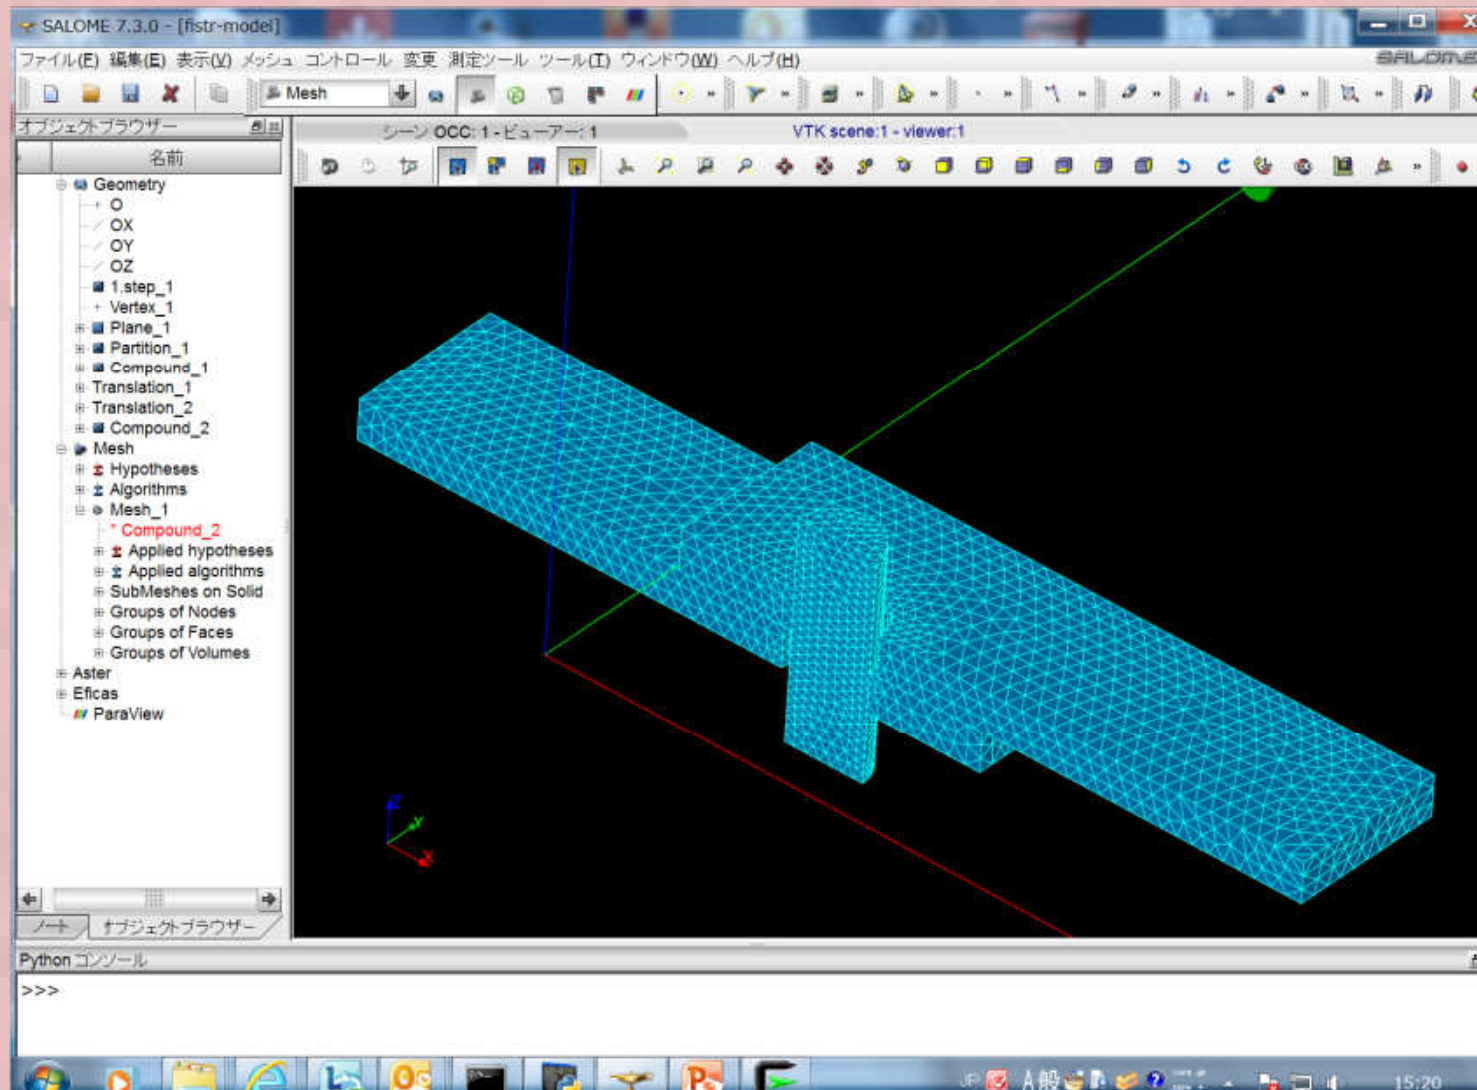 SALOME 7.3.0 - [fistr-model]
ファイル(F) 編集(E) 表示(V) メッシュ コントロール 変更 測定ツール ツール(T) ウィンドウ(W) ヘルプ(H)
SALOME
Mesh
オブジェクトブラウザー
シーン OCC: 1 - ビューアー: 1
VTK scene:1 - viewer:1
名前
Geometry
O
OX
OY
OZ
1.step_1
Vertex_1
Plane_1
Partition_1
Compound_1
Translation_1
Translation_2
Compound_2
Mesh
Hypotheses
Algorithms
Mesh_1
* Compound_2
Applied hypotheses
Applied algorithms
SubMeshes on Solid
Groups of Nodes
Groups of Faces
Groups of Volumes
Aster
Eficas
ParaView
Z
Y
X
ノート オブジェクトブラウザー
Python コンソール
>>>
JP A 般
15:20